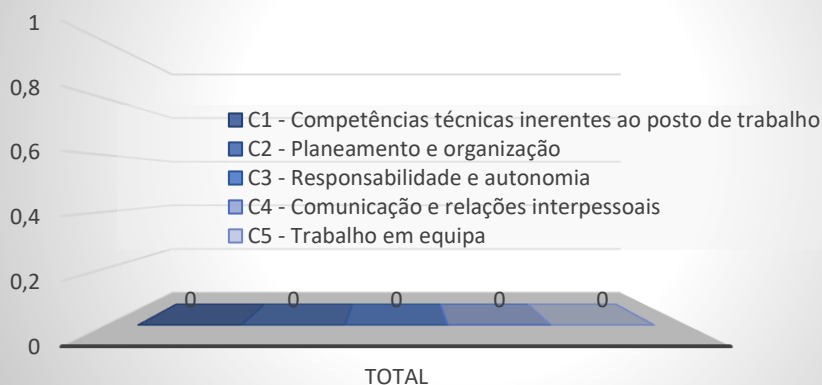 1
0,8
0,6
0,4
0,2
0
C1 - Competências técnicas inerentes ao posto de trabalho
C2 - Planeamento e organização
C3 - Responsabilidade e autonomia
C4 - Comunicação e relações interpessoais
C5 - Trabalho em equipa
0 0 0 0 0
TOTAL